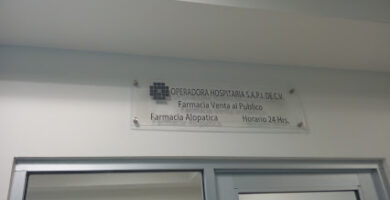 OPERADORA HOSPITARIA S.A.P.I. DE C.V.
Farmacia Venta al Publico
Farmacia Alopatica Horario 24 Hrs.